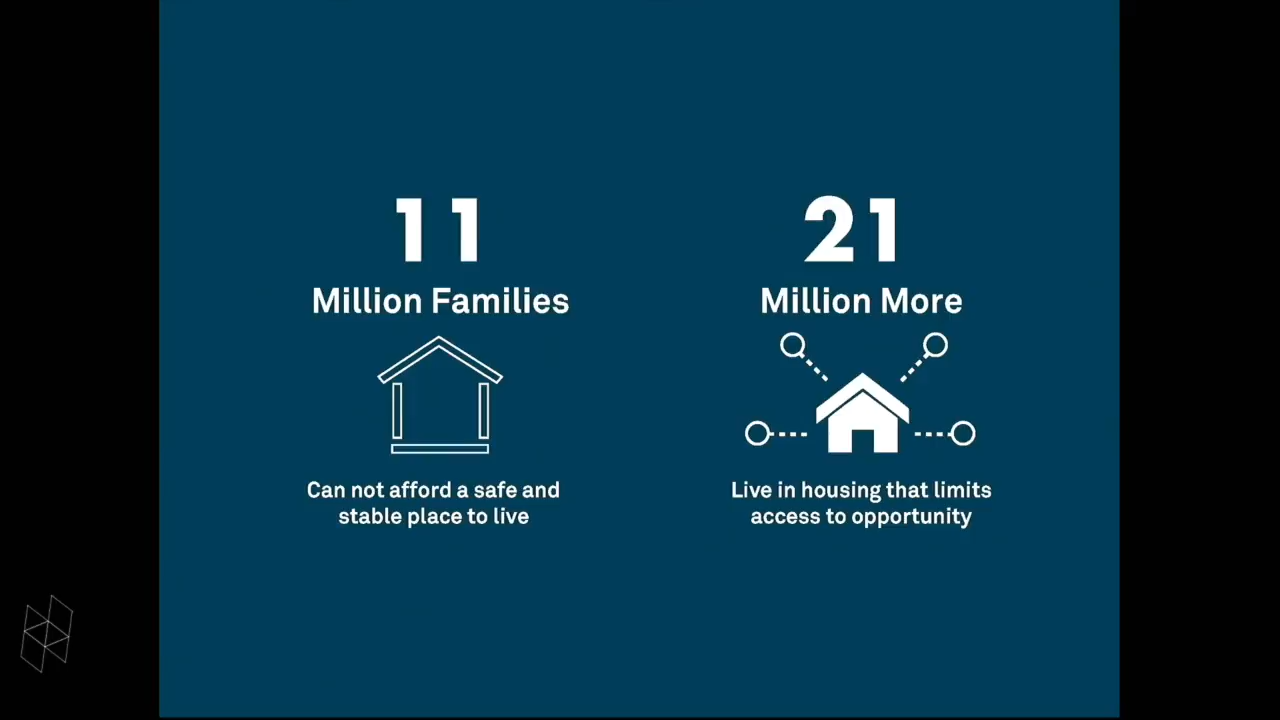 11
Million Families
Can not afford a safe and
stable place to live
21
Million More
Live in housing that limits
access to opportunity